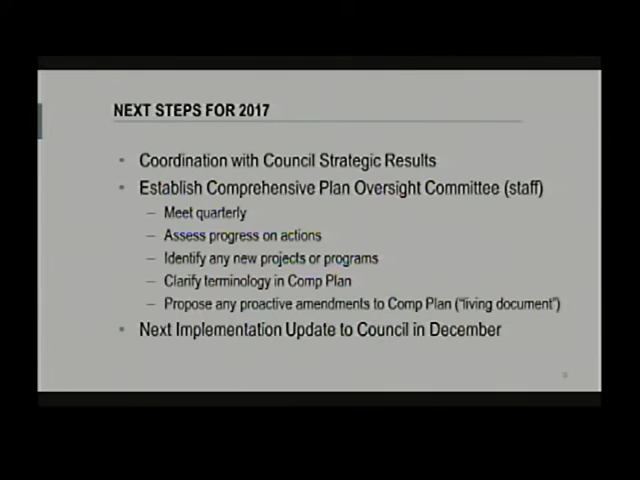 NEXT STEPS FOR 2017
• Coordination with Council Strategic Results
• Establish Comprehensive Plan Oversight Committee (staff)
– Meet quarterly
– Assess progress on actions
– Identify any new projects or programs
– Clarify terminology in Comp Plan
– Propose any proactive amendments to Comp Plan ("living document")
• Next Implementation Update to Council in December